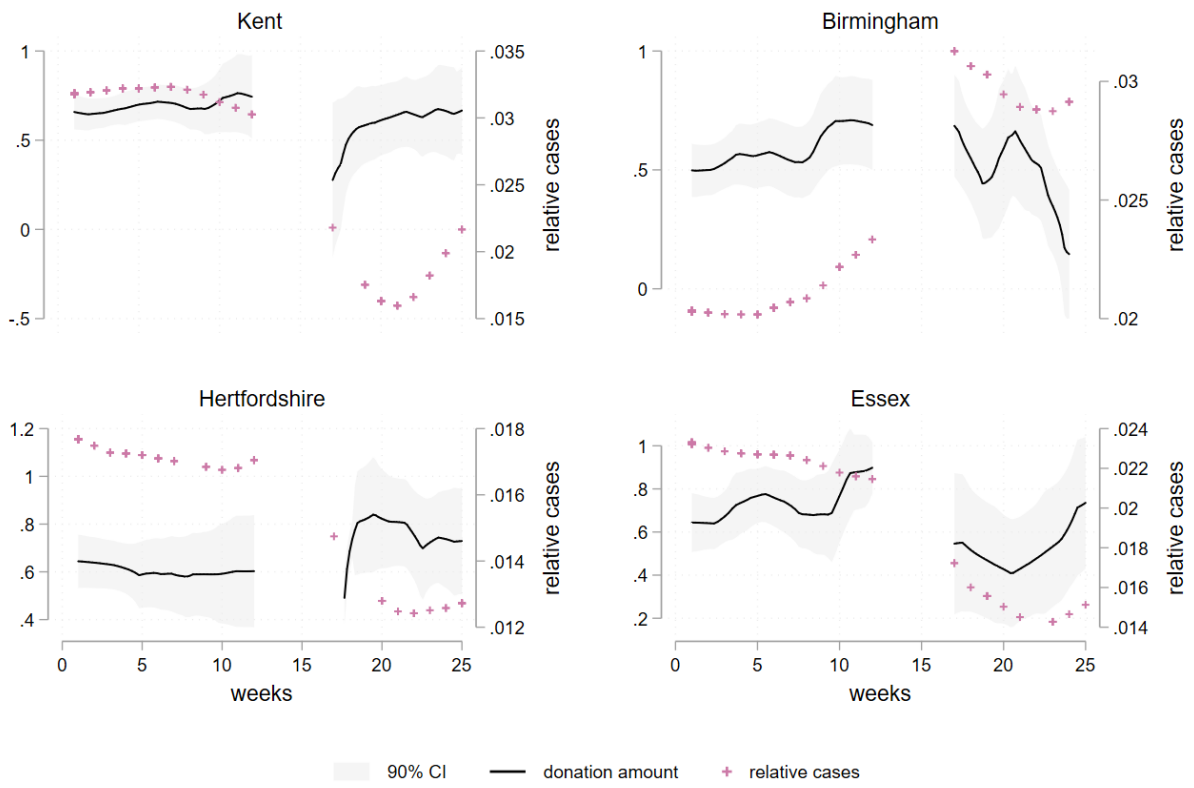 Kent
1
.5
0
-.5
.035
.03
.025
.02
.015
relative cases
Birmingham
1
.5
0
.03
.025
.02
relative cases
Hertfordshire
1.2
1
.8
.6
.4
.018
.016
.014
.012
relative cases
0 5 10 15 20 25
weeks
Essex
1
.8
.6
.4
.2
.024
.022
.02
.018
.016
.014
relative cases
0 5 10 15 20 25
weeks
90% CI donation amount relative cases